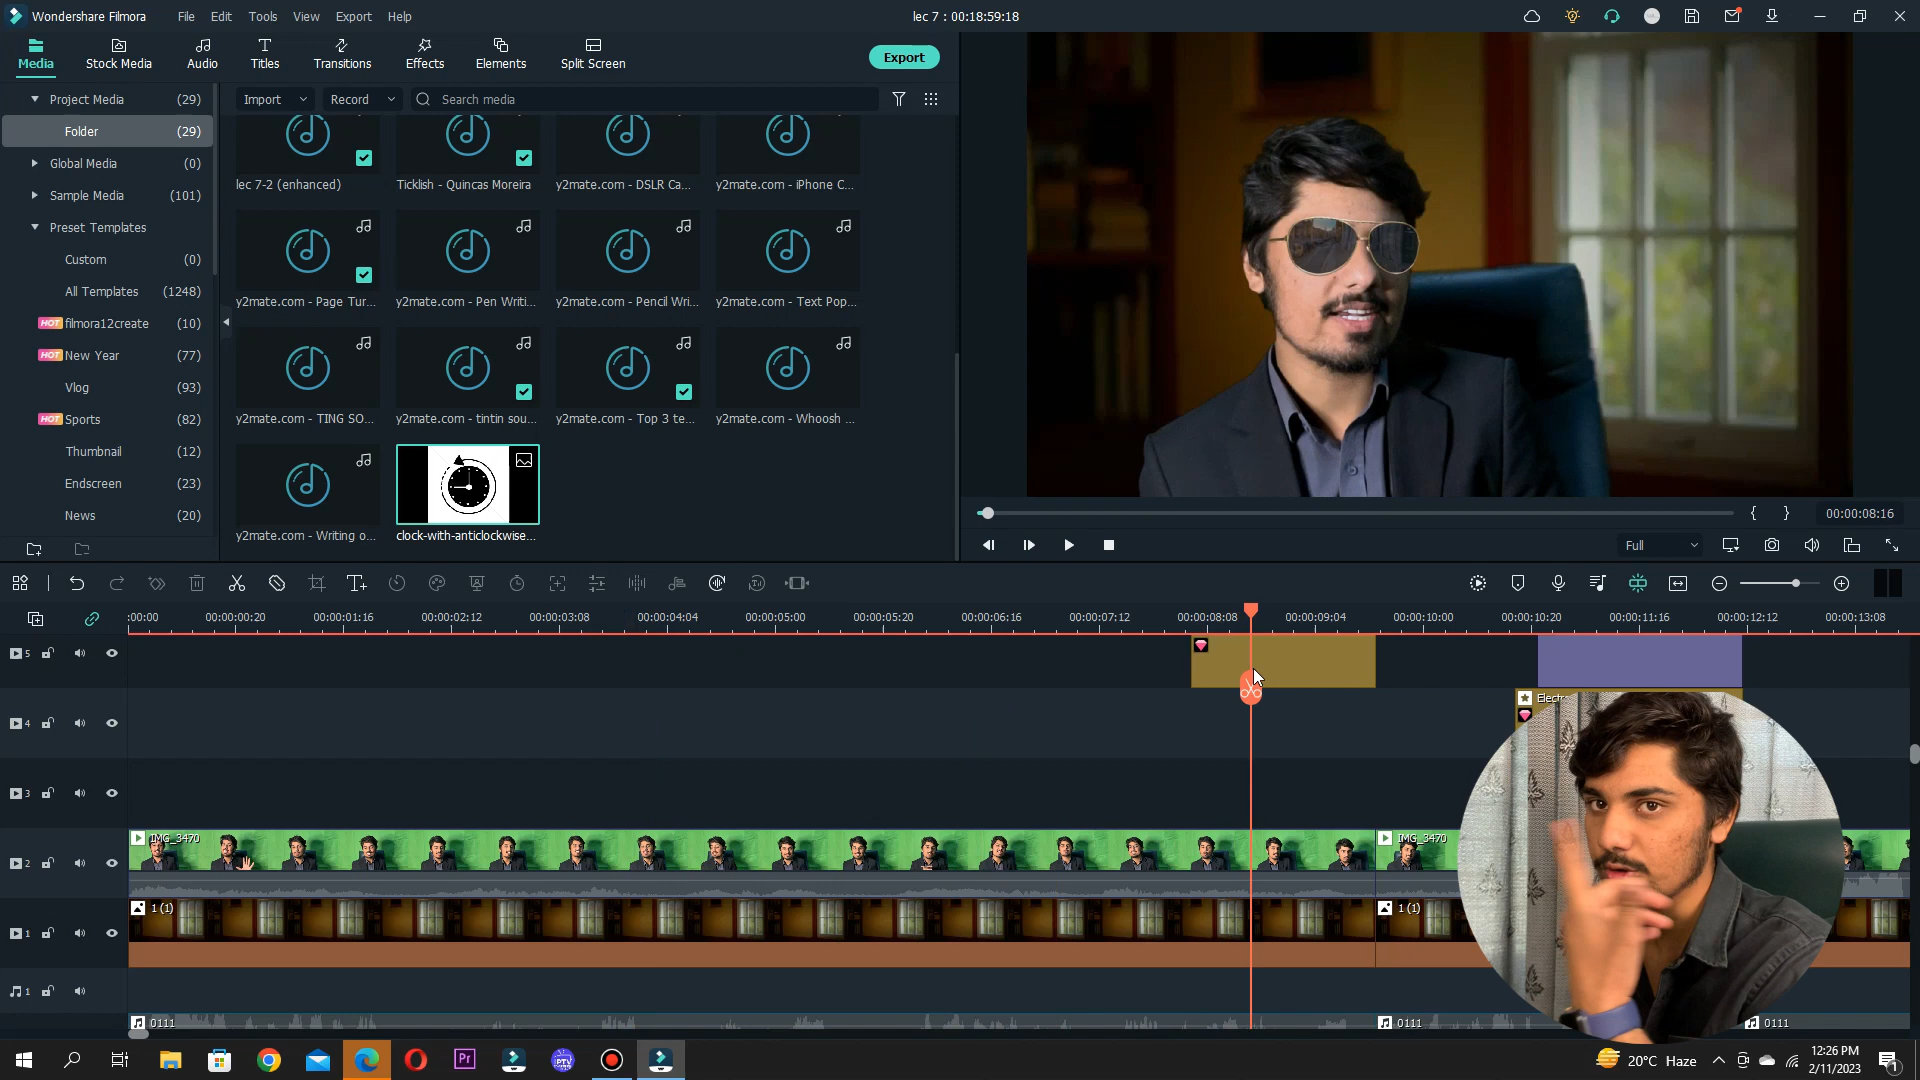 Wondershare Filmora File Edit Tools View Export Help lec 7 : 00:18:59:18
Media Stock Media Audio Titles Transitions Effects Elements Split Screen Export
Project Media (29) Import Record Search media
Folder (29)
Global Media (0)
Sample Media (101)
Preset Templates
Custom (0)
All Templates (1248)
HOT filmora12create (10)
HOT New Year (77)
Vlog (93)
HOT Sports (82)
Thumbnail (12)
Endscreen (23)
News (20)
lec 7-2 (enhanced) Ticklish - Quincas Moreira y2mate.com - DSLR Ca... y2mate.com - iPhone C...
y2mate.com - Page Tur... y2mate.com - Pen Writi... y2mate.com - Pencil Wri... y2mate.com - Text Pop...
y2mate.com - TING SO... y2mate.com - tintin sou... y2mate.com - Top 3 te... y2mate.com - Whoosh ...
y2mate.com - Writing o... clock-with-anticlockwise...
{ } 00:00:08:16
Full
:00:00 00:00:00:20 00:00:01:16 00:00:02:12 00:00:03:08 00:00:04:04 00:00:05:00 00:00:05:20 00:00:06:16 00:00:07:12 00:00:08:08 00:00:09:04 00:00:10:00 00:00:10:20 00:00:11:16 00:00:12:12 00:00:13:08
5
4
3
2 IMG_3470 IMG_3470
1 1 (1) 1 (1)
1
0111 0111 0111
Pr IPTV 20°C Haze 12:26 PM
2/11/2023
1